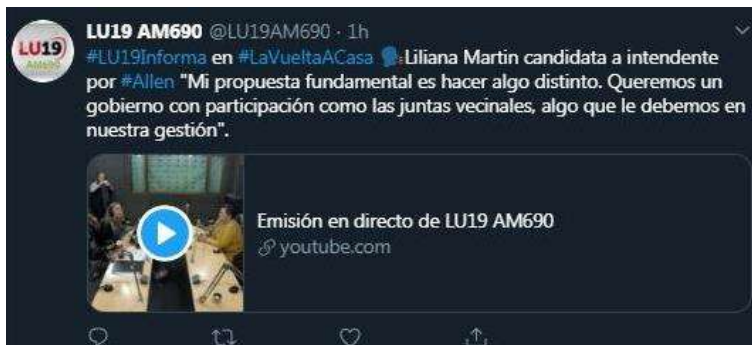 LU19
AM690
LU19 AM690 @LU19AM690 · 1h
#LU19Informa en #LaVueltaACasa 🗣️Liliana Martin candidata a intendente
por #Allen "Mi propuesta fundamental es hacer algo distinto. Queremos un
gobierno con participación como las juntas vecinales, algo que le debemos en
nuestra gestión".
Emisión en directo de LU19 AM690
youtube.com